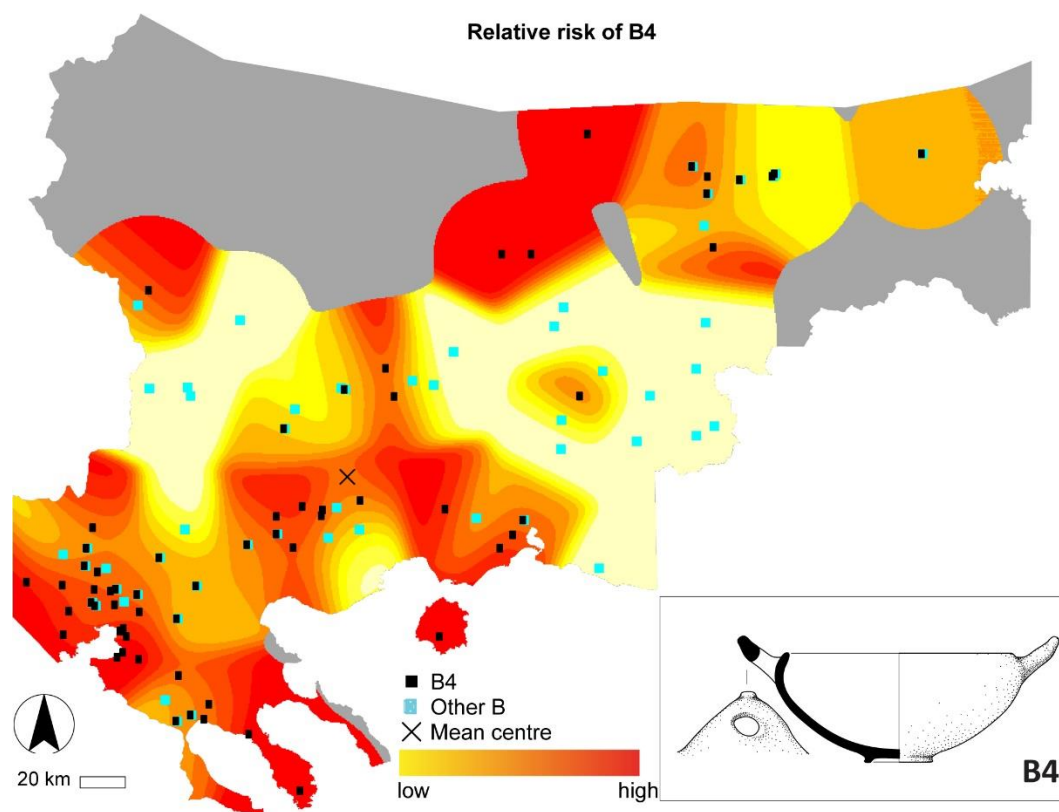 Relative risk of B4
B4
Other B
Mean centre
20 km
low high
B4